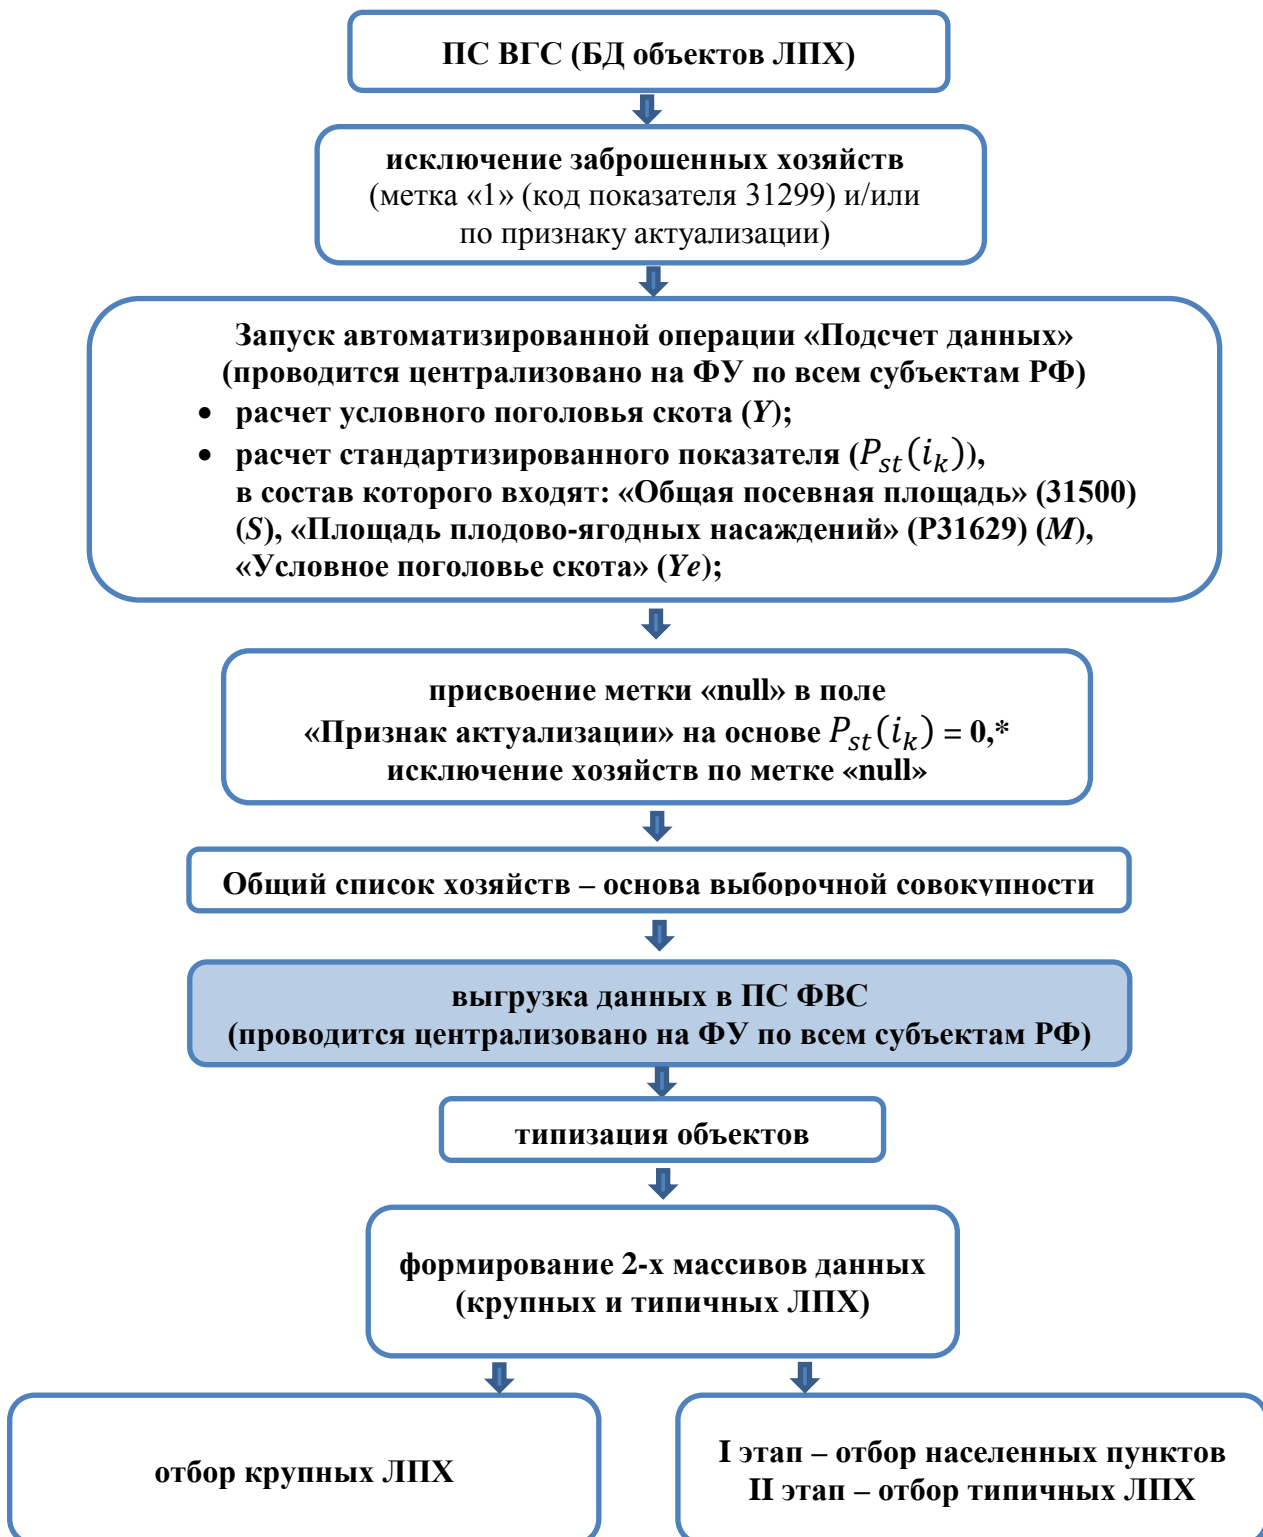 ПС ВГС (БД объектов ЛПХ)
исключение заброшенных хозяйств
(метка «1» (код показателя 31299) и/или
по признаку актуализации)
Запуск автоматизированной операции «Подсчет данных»
(проводится централизовано на ФУ по всем субъектам РФ)
• расчет условного поголовья скота (Y);
• расчет стандартизированного показателя (P_{st}(i_k)),
в состав которого входят: «Общая посевная площадь» (31500)
(S), «Площадь плодово-ягодных насаждений» (P31629) (M),
«Условное поголовье скота» (Ye);
присвоение метки «null» в поле
«Признак актуализации» на основе P_{st}(i_k) = 0,*
исключение хозяйств по метке «null»
Общий список хозяйств – основа выборочной совокупности
выгрузка данных в ПС ФВС
(проводится централизовано на ФУ по всем субъектам РФ)
типизация объектов
формирование 2-х массивов данных
(крупных и типичных ЛПХ)
отбор крупных ЛПХ
I этап – отбор населенных пунктов
II этап – отбор типичных ЛПХ